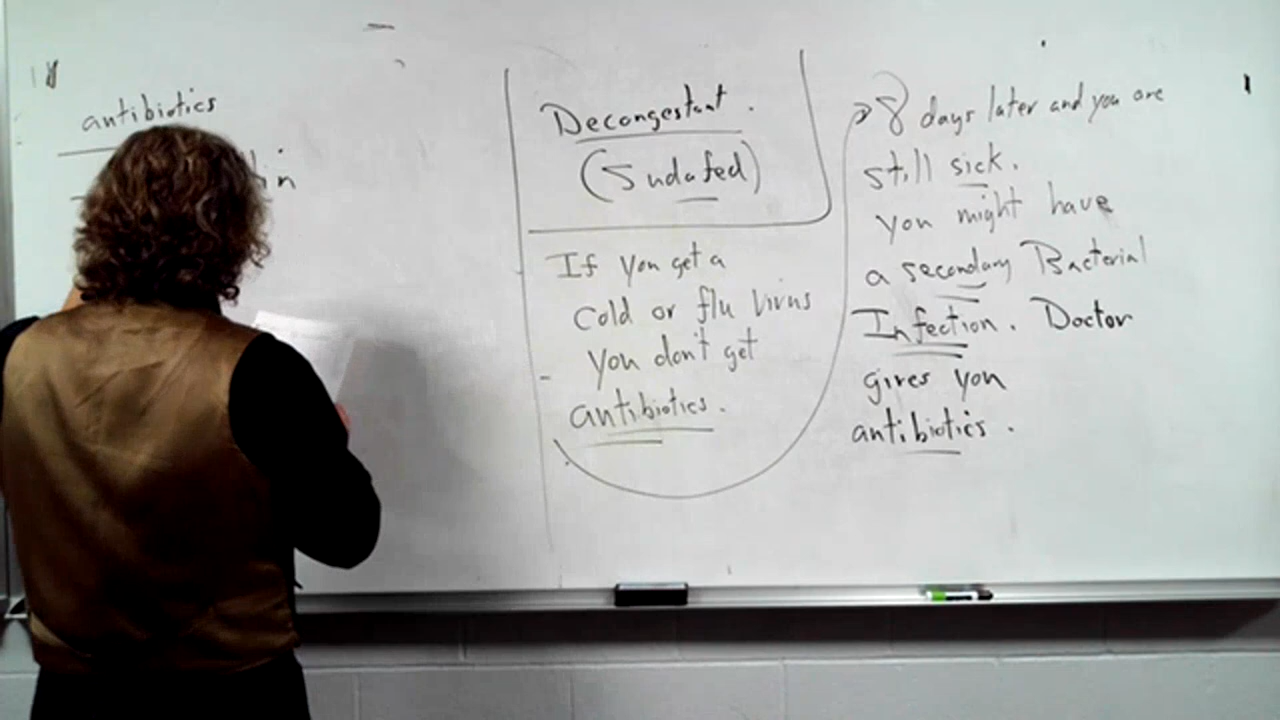 antibiotics
Decongestant.
(Sudafed)
If you get a
cold or flu virus
you don't get
antibiotics.
8 days later and you are
still sick.
you might have
a secondary Bacterial
Infection. Doctor
gives you
antibiotics.